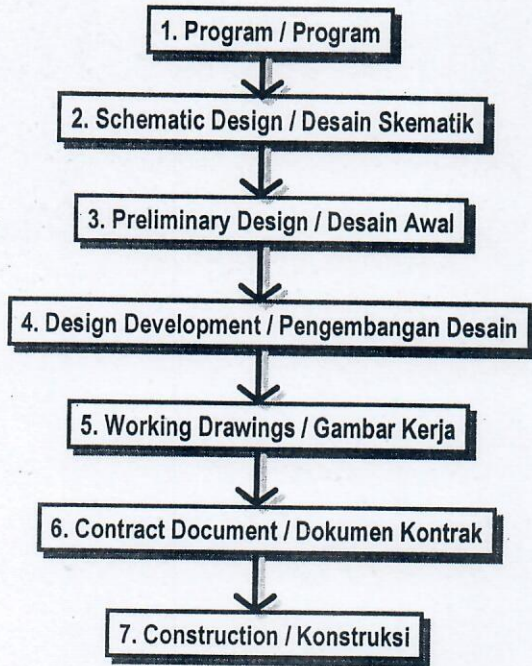 1. Program / Program
2. Schematic Design / Desain Skematik
3. Preliminary Design / Desain Awal
4. Design Development / Pengembangan Desain
5. Working Drawings / Gambar Kerja
6. Contract Document / Dokumen Kontrak
7. Construction / Konstruksi